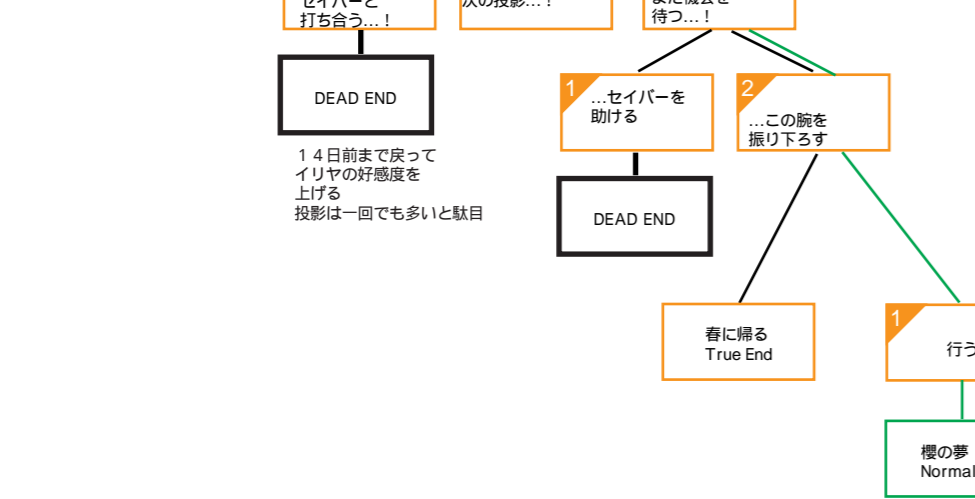 セイバーと
打ち合う…！
次の投影…！
また機会を
待つ…！
DEAD END
１４日前まで戻って
イリヤの好感度を
上げる
投影は一回でも多いと駄目
1
…セイバーを
助ける
2
…この腕を
振り下ろす
DEAD END
春に帰る
True End
1
行う
櫻の夢
Normal